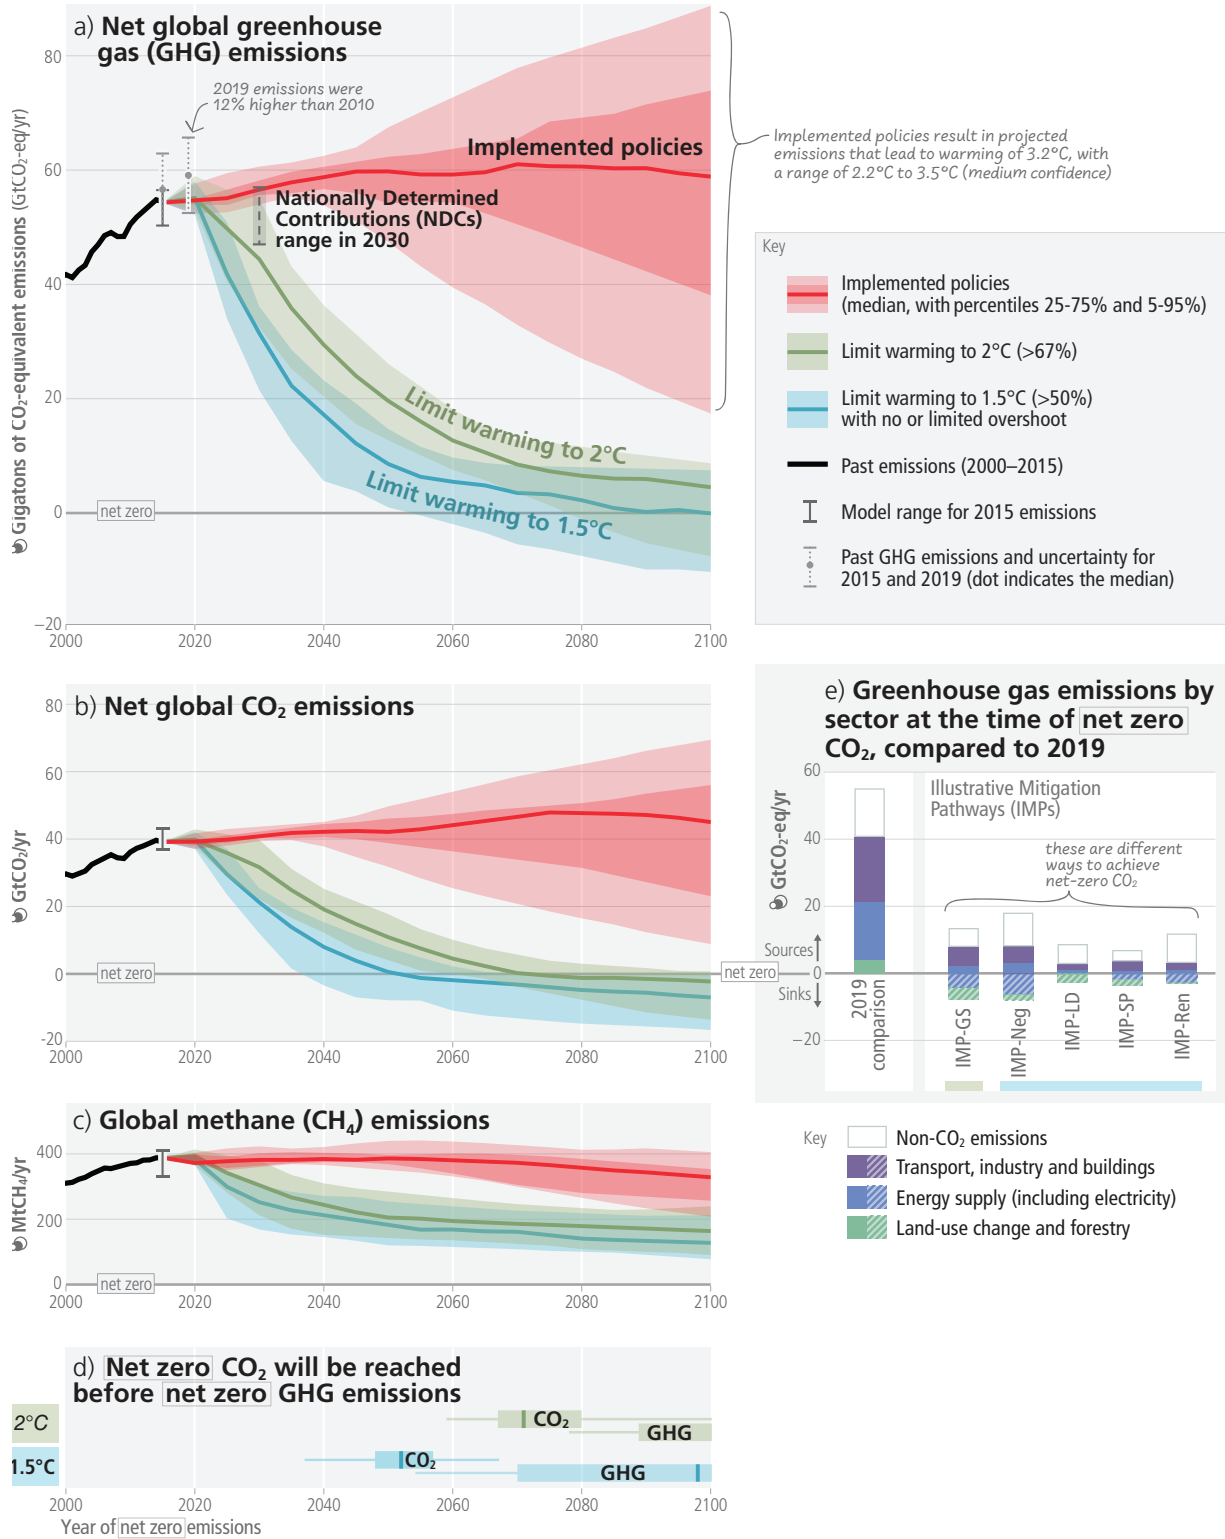 a) Net global greenhouse
gas (GHG) emissions
2019 emissions were
12% higher than 2010
Gigatons of CO₂-equivalent emissions (GtCO₂-eq/yr)
80
60
40
20
0
−20
net zero
Implemented policies
Nationally Determined
Contributions (NDCs)
range in 2030
Limit warming to 2°C
Limit warming to 1.5°C
2000
2020
2040
2060
2080
2100
Implemented policies result in projected
emissions that lead to warming of 3.2°C, with
a range of 2.2°C to 3.5°C (medium confidence)
Key
Implemented policies
(median, with percentiles 25-75% and 5-95%)
Limit warming to 2°C (>67%)
Limit warming to 1.5°C (>50%)
with no or limited overshoot
Past emissions (2000–2015)
Model range for 2015 emissions
Past GHG emissions and uncertainty for
2015 and 2019 (dot indicates the median)
b) Net global CO₂ emissions
GtCO₂/yr
80
60
40
20
0
-20
net zero
2000
2020
2040
2060
2080
2100
c) Global methane (CH₄) emissions
MtCH₄/yr
400
200
0
net zero
2000
2020
2040
2060
2080
2100
d) Net zero CO₂ will be reached
before net zero GHG emissions
2°C
CO₂
GHG
1.5°C
CO₂
GHG
2000
2020
2040
2060
2080
2100
Year of net zero emissions
e) Greenhouse gas emissions by
sector at the time of net zero
CO₂, compared to 2019
GtCO₂-eq/yr
60
40
20
0
−20
net zero
Sources
Sinks
Illustrative Mitigation
Pathways (IMPs)
these are different
ways to achieve
net-zero CO₂
2019
comparison
IMP-GS
IMP-Neg
IMP-LD
IMP-SP
IMP-Ren
Key
Non-CO₂ emissions
Transport, industry and buildings
Energy supply (including electricity)
Land-use change and forestry